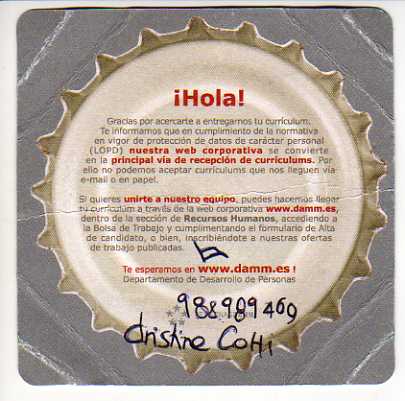 ¡Hola!
Gracias por acercarte a entregarnos tu curriculum.
Te informamos que en cumplimiento de la normativa
en vigor de protección de datos de carácter personal
(LOPD) nuestra web corporativa se convierte
en la principal vía de recepción de curriculums. Por
ello no podemos aceptar curriculums que nos lleguen vía
e-mail o en papel.
Si quieres unirte a nuestro equipo, puedes hacernos llegar
tu curriculum a través de la web corporativa www.damm.es,
dentro de la sección de Recursos Humanos, accediendo a
la Bolsa de Trabajo y cumplimentando el formulario de Alta
de candidato, o bien, inscribiéndote a nuestras ofertas
de trabajo publicadas.
Te esperamos en www.damm.es !
Departamento de Desarrollo de Personas
988989469
Cristine